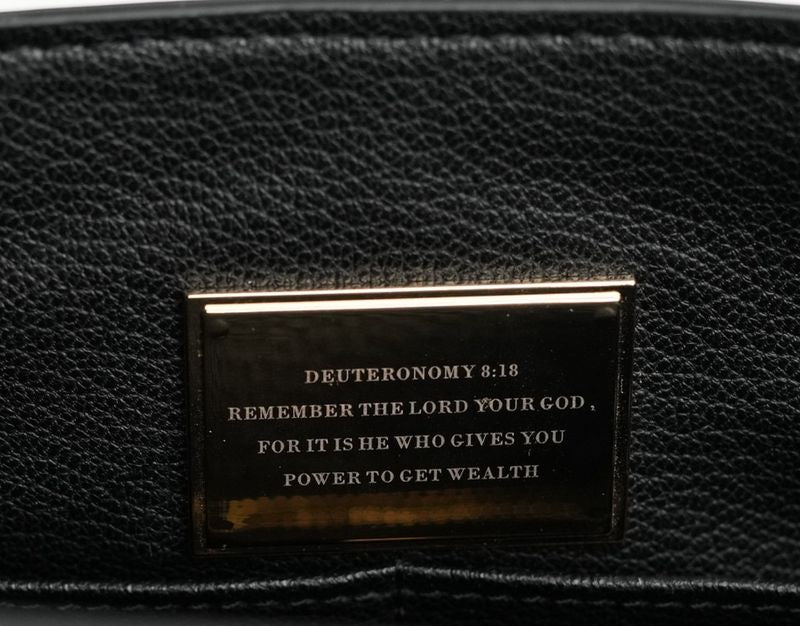 DEUTERONOMY 8:18
REMEMBER THE LORD YOUR GOD ,
FOR IT IS HE WHO GIVES YOU
POWER TO GET WEALTH